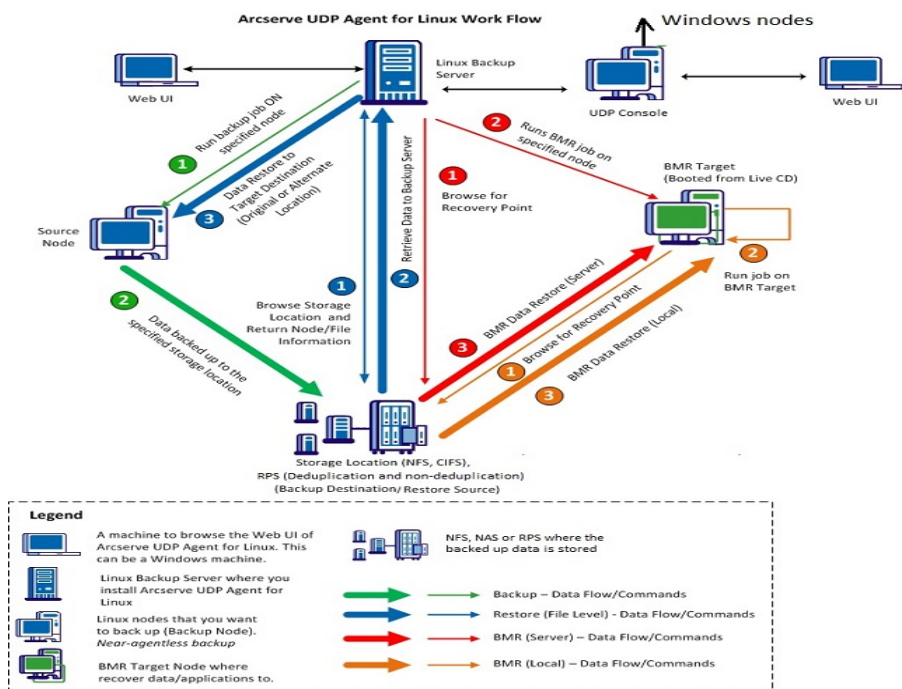 Arcserve UDP Agent for Linux Work Flow
Windows nodes
Web UI
Linux Backup
Server
UDP Console
Web UI
Run backup job ON
specified node
1
Data Restore to
Target Destination
(Original or Alternate
Location)
3
Retrieve Data to Backup Server
2
Runs BMR job on
specified node
2
1
Browse for
Recovery Point
BMR Target
(Booted from Live CD)
Source
Node
2
Run job on
BMR Target
1
Browse Storage
Location and
Return Node/File
Information
2
Data backed up to the
specified storage location
BMR Data Restore (Server)
3
Browse for Recovery Point
1
BMR Data Restore (Local)
3
Storage Location (NFS, CIFS),
RPS (Deduplication and non-deduplication)
(Backup Destination/Restore Source)
Legend
A machine to browse the Web UI of
Arcserve UDP Agent for Linux. This
can be a Windows machine.
Linux Backup Server where you
install Arcserve UDP Agent for
Linux
Linux nodes that you want
to back up (Backup Node).
Near-agentless backup
BMR Target Node where
recover data/applications to.
NFS, NAS or RPS where the
backed up data is stored
Backup – Data Flow/Commands
Restore (File Level) - Data Flow/Commands
BMR (Server) – Data Flow/Commands
BMR (Local) – Data Flow/Commands